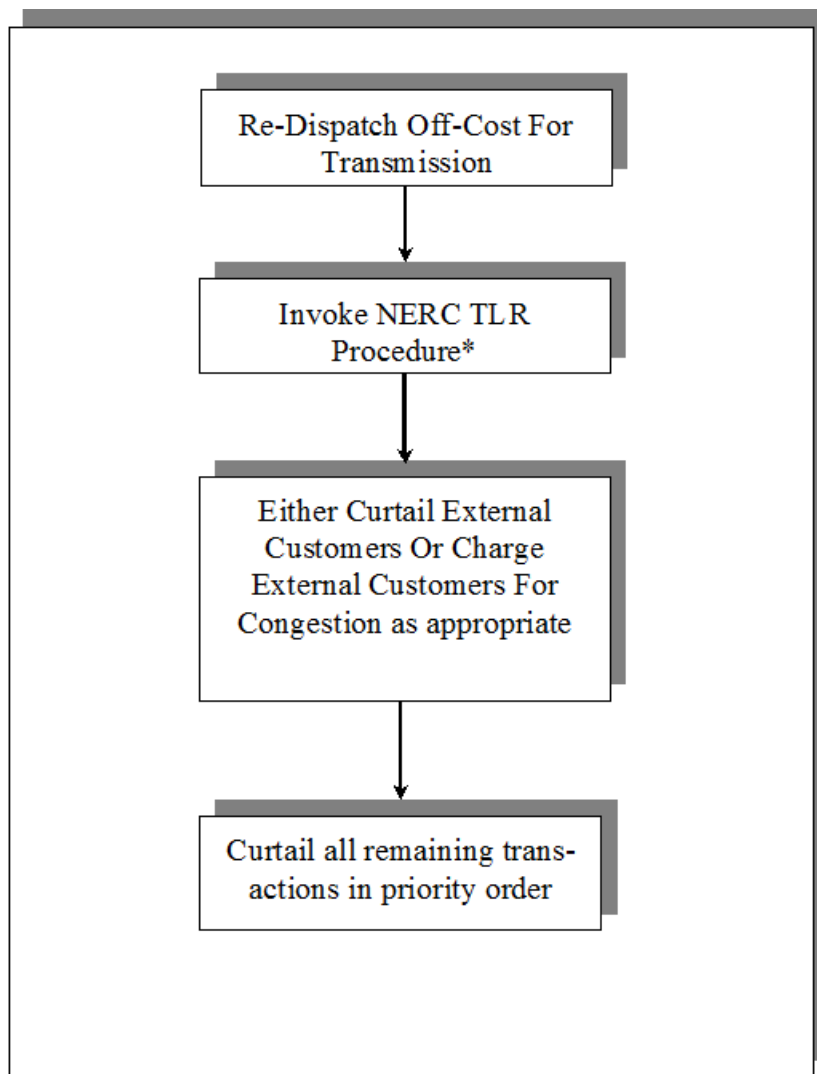 Re-Dispatch Off-Cost For
Transmission
Invoke NERC TLR
Procedure*
Either Curtail External
Customers Or Charge
External Customers For
Congestion as appropriate
Curtail all remaining trans-
actions in priority order